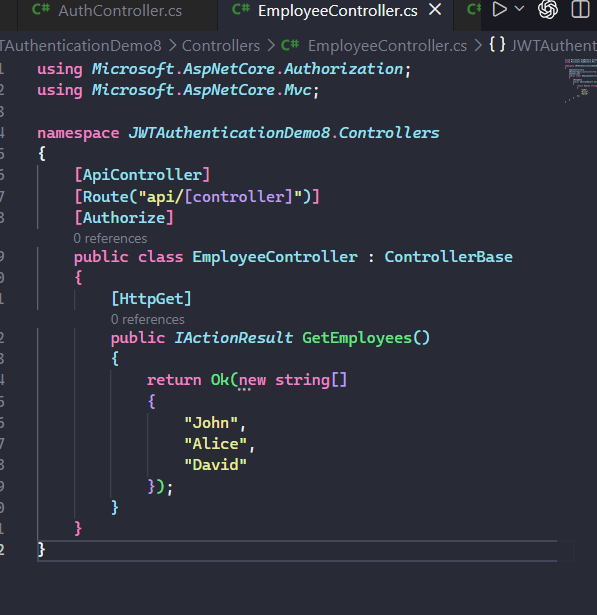 C# AuthController.cs
C# EmployeeController.cs
C#
JWTAuthenticationDemo8 > Controllers > C# EmployeeController.cs > { } JWTAuthent
using Microsoft.AspNetCore.Authorization;
using Microsoft.AspNetCore.Mvc;
namespace JWTAuthenticationDemo8.Controllers
{
[ApiController]
[Route("api/[controller]")]
[Authorize]
0 references
public class EmployeeController : ControllerBase
{
[HttpGet]
0 references
public IActionResult GetEmployees()
{
return Ok(new string[]
{
"John",
"Alice",
"David"
});
}
}
}